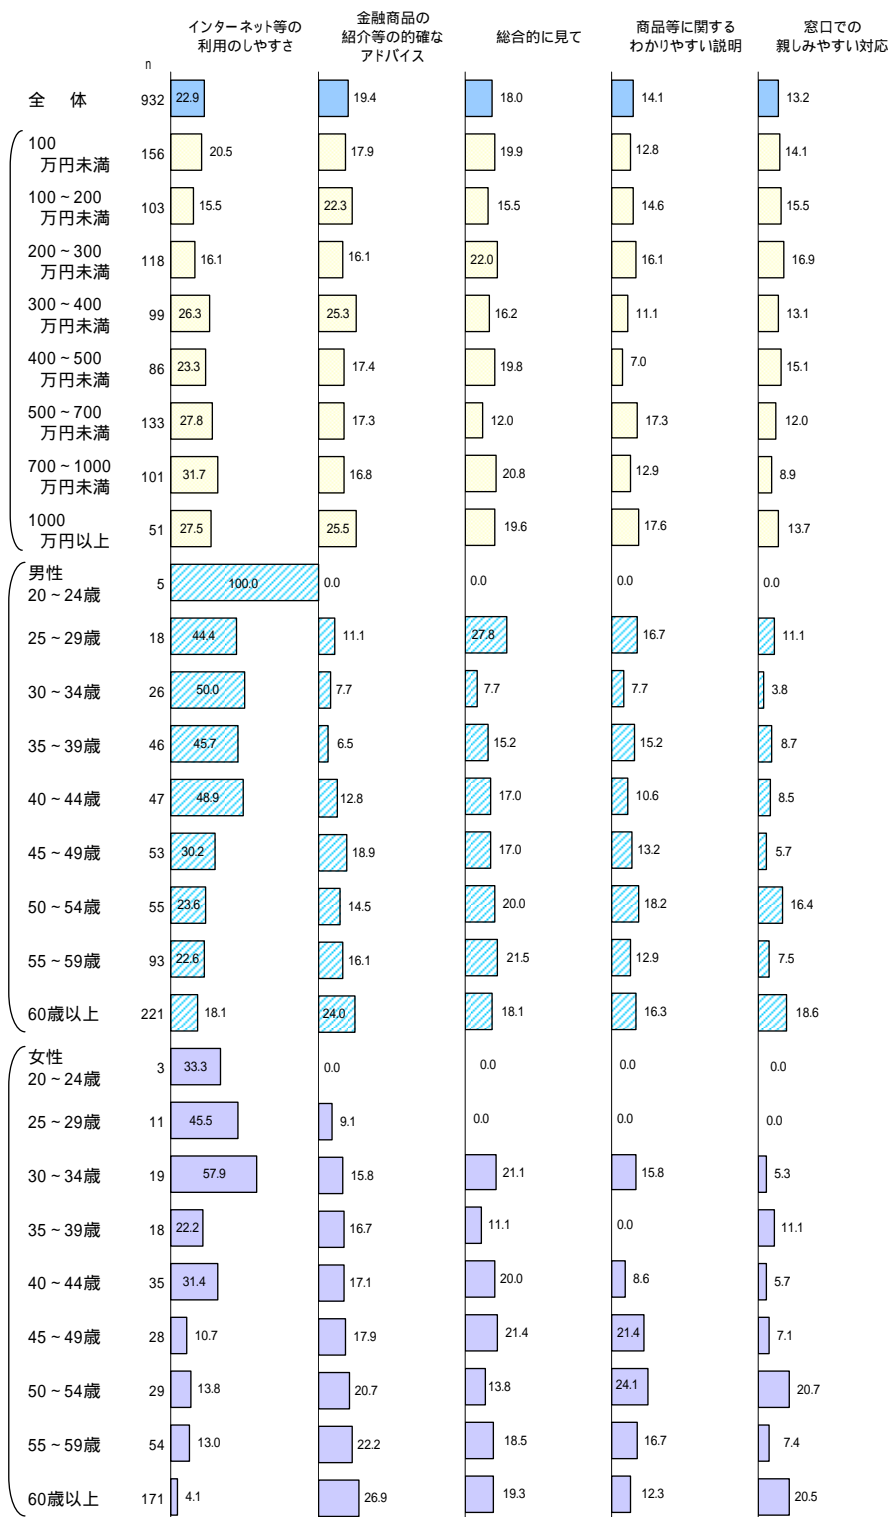 インターネット等の
利用のしやすさ
金融商品の
紹介等の的確な
アドバイス
総合的に見て
商品等に関する
わかりやすい説明
窓口での
親しみやすい対応
n
全 体 932 22.9 19.4 18.0 14.1 13.2
100
万円未満 156 20.5 17.9 19.9 12.8 14.1
100~200
万円未満 103 15.5 22.3 15.5 14.6 15.5
200~300
万円未満 118 16.1 16.1 22.0 16.1 16.9
300~400
万円未満 99 26.3 25.3 16.2 11.1 13.1
400~500
万円未満 86 23.3 17.4 19.8 7.0 15.1
500~700
万円未満 133 27.8 17.3 12.0 17.3 12.0
700~1000
万円未満 101 31.7 16.8 20.8 12.9 8.9
1000
万円以上 51 27.5 25.5 19.6 17.6 13.7
男性
20~24歳 5 100.0 0.0 0.0 0.0 0.0
25~29歳 18 44.4 11.1 27.8 16.7 11.1
30~34歳 26 50.0 7.7 7.7 7.7 3.8
35~39歳 46 45.7 6.5 15.2 15.2 8.7
40~44歳 47 48.9 12.8 17.0 10.6 8.5
45~49歳 53 30.2 18.9 17.0 13.2 5.7
50~54歳 55 23.6 14.5 20.0 18.2 16.4
55~59歳 93 22.6 16.1 21.5 12.9 7.5
60歳以上 221 18.1 24.0 18.1 16.3 18.6
女性
20~24歳 3 33.3 0.0 0.0 0.0 0.0
25~29歳 11 45.5 9.1 0.0 0.0 0.0
30~34歳 19 57.9 15.8 21.1 15.8 5.3
35~39歳 18 22.2 16.7 11.1 0.0 11.1
40~44歳 35 31.4 17.1 20.0 8.6 5.7
45~49歳 28 10.7 17.9 21.4 21.4 7.1
50~54歳 29 13.8 20.7 13.8 24.1 20.7
55~59歳 54 13.0 22.2 18.5 16.7 7.4
60歳以上 171 4.1 26.9 19.3 12.3 20.5